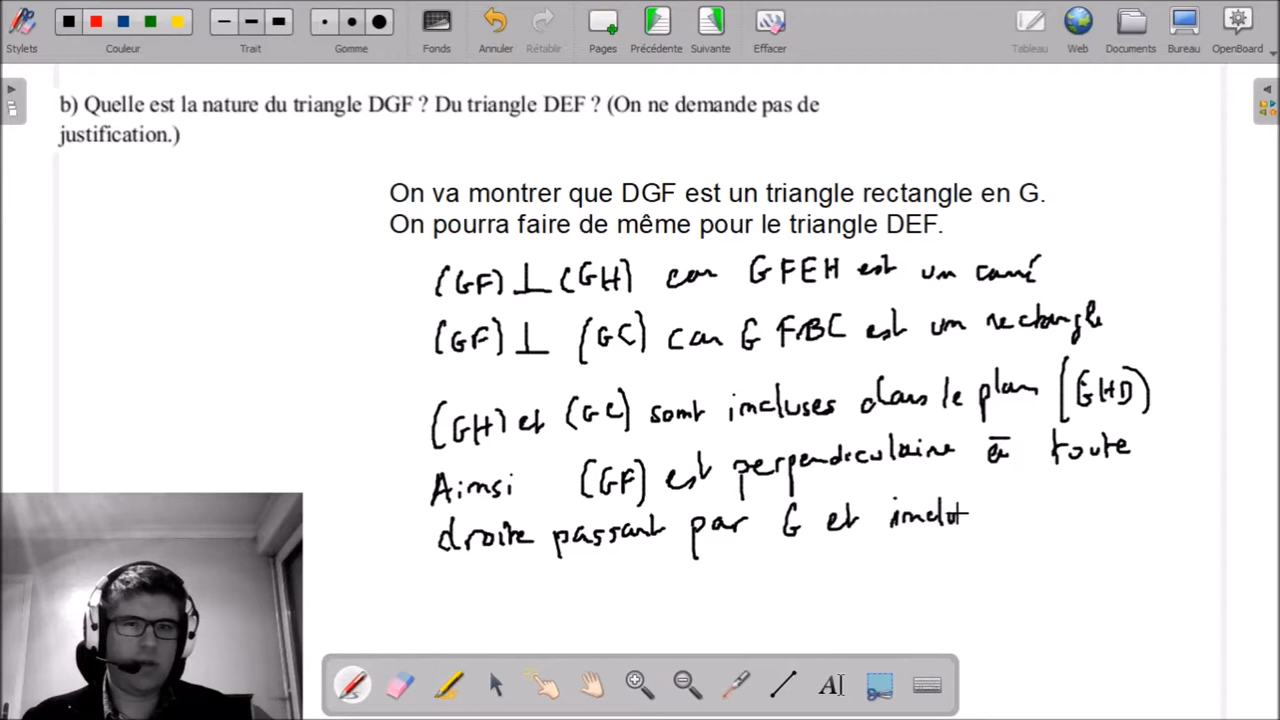 Stylets
Couleur
Trait
Gomme
Fonds
Annuler
Rétablir
Pages
Précédente
Suivante
Effacer
Tableau
Web
Documents
Bureau
OpenBoard
b) Quelle est la nature du triangle DGF ? Du triangle DEF ? (On ne demande pas de
justification.)
On va montrer que DGF est un triangle rectangle en G.
On pourra faire de même pour le triangle DEF.
(GF) ⊥ (GH) car GFEH est un carré
(GF) ⊥ (GC) car GFBC est un rectangle
(GH) et (GC) sont incluses dans le plan (GHD)
Ainsi (GF) est perpendiculaire à toute
droite passant par G et inclut
AI